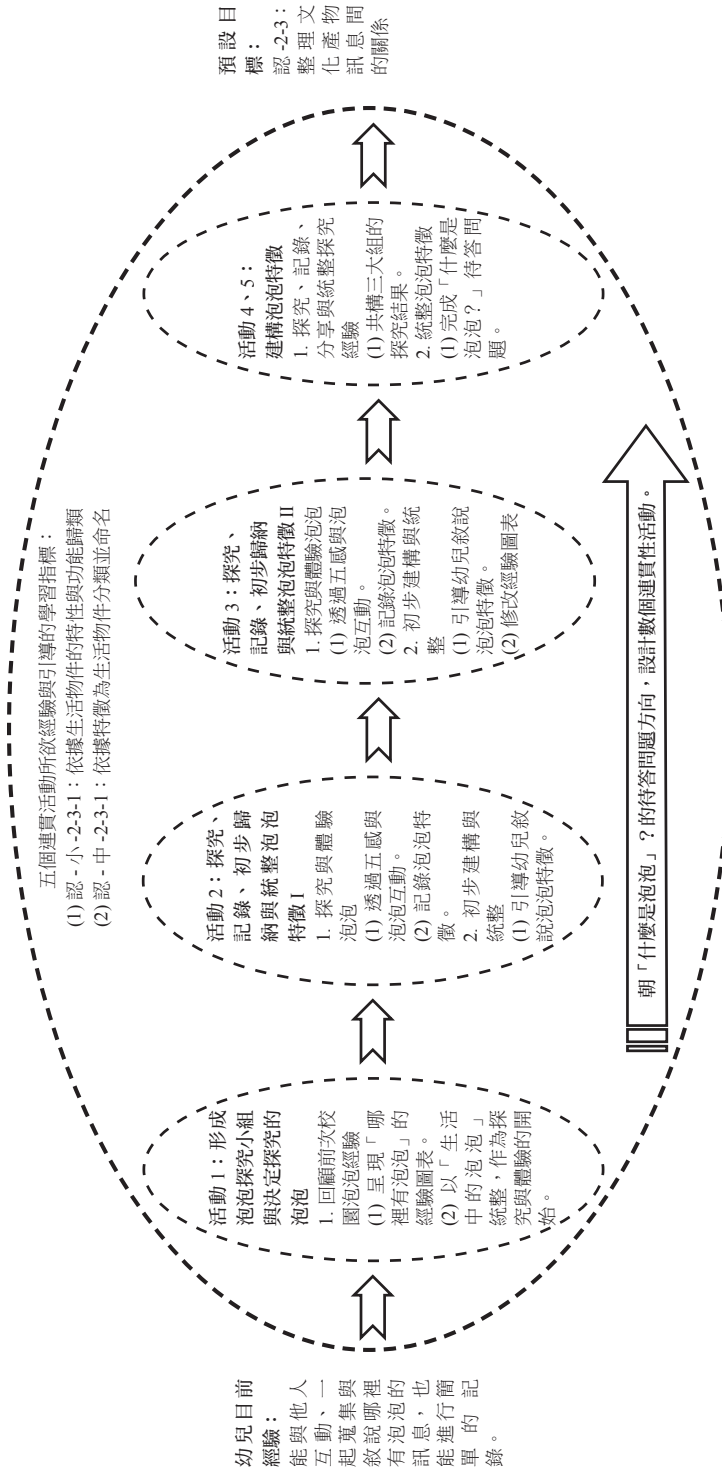 幼兒目前
經驗：
能與他人
互動、一
起蒐集與
敘說哪裡
有泡泡的
訊息，也
能進行簡
單的記
錄。
五個連貫活動所欲經驗與引導的學習指標：
(1) 認 - 小 -2-3-1：依據生活物件的特性與功能歸類
(2) 認 - 中 -2-3-1：依據特徵為生活物件分類並命名
活動 1：形成
泡泡探究小組
與決定探究的
泡泡
1. 回顧前次校
園泡泡經驗
(1) 呈現「哪
裡有泡泡」的
經驗圖表。
(2) 以「生活
中的泡泡」
統整，作為探
究與體驗的開
始。
活動 2：探究、
記錄、初步歸
納與統整泡泡
特徵 I
1. 探究與體驗
泡泡
(1) 透過五感與
泡泡互動。
(2) 記錄泡泡特
徵。
2. 初步建構與
統整
(1) 引導幼兒敘
說泡泡特徵。
活動 3：探究、
記錄、初步歸納
與統整泡泡特徵 II
1. 探究與體驗泡泡
(1) 透過五感與泡
泡互動。
(2) 記錄泡泡特徵。
2. 初步建構與統
整
(1) 引導幼兒敘說
泡泡特徵。
(2) 修改經驗圖表
活動 4、5：
建構泡泡特徵
1. 探究、記錄、
分享與統整探究
經驗
(1) 共構三大組的
探究結果。
2. 統整泡泡特徵
(1) 完成「什麼是
泡泡？」待答問
題。
朝「什麼是泡泡」？的待答問題方向，設計數個連貫性活動。
預設目
標：
認 -2-3：
整理文
化產物
訊息間
的關係